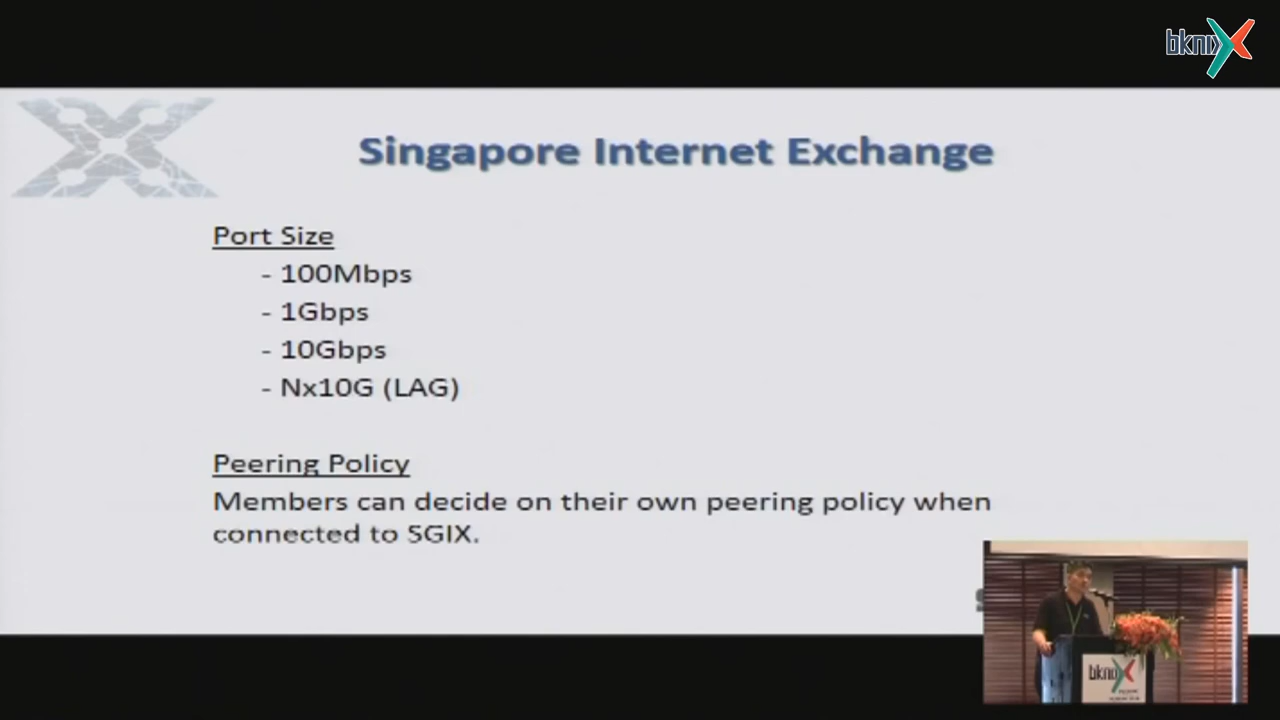 bknix
Singapore Internet Exchange
Port Size
- 100Mbps
- 1Gbps
- 10Gbps
- Nx10G (LAG)
Peering Policy
Members can decide on their own peering policy when
connected to SGIX.
bknix